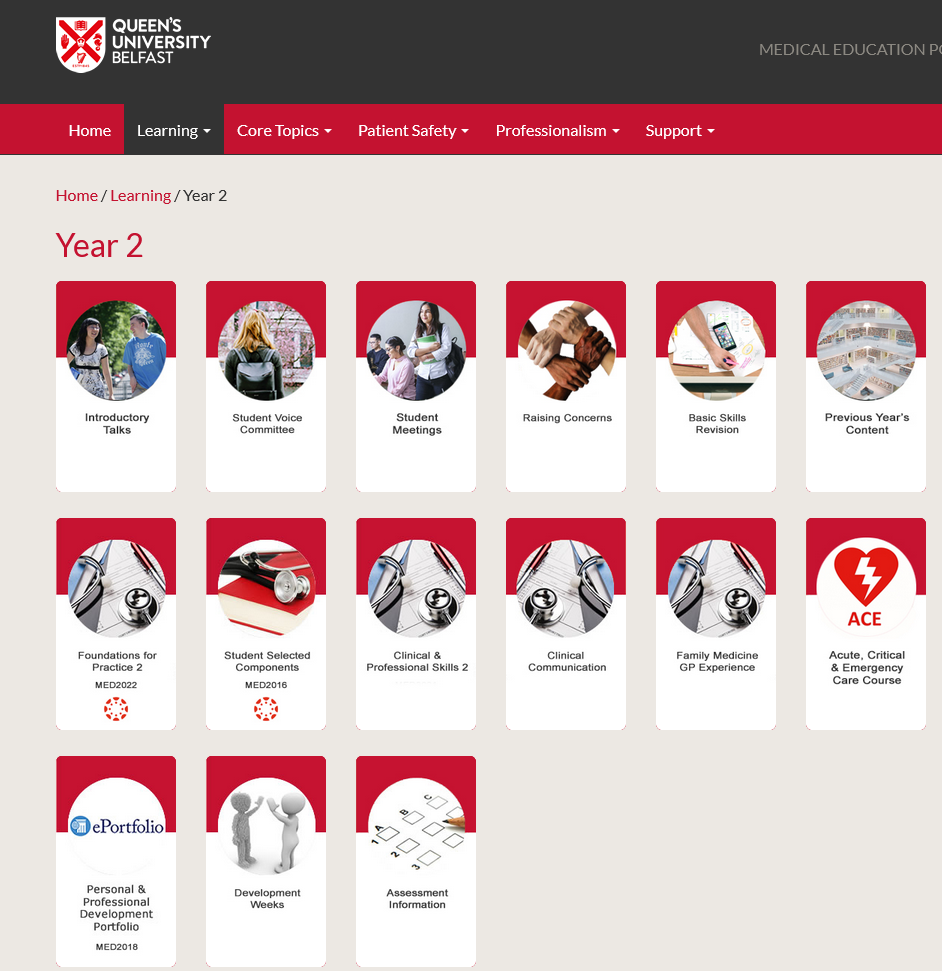 QUEEN'S
UNIVERSITY
BELFAST
MEDICAL EDUCATION
Home Learning Core Topics Patient Safety Professionalism Support
Home / Learning / Year 2
Year 2
Introductory
Talks
Student Voice
Committee
Student
Meetings
Raising Concerns
Basic Skills
Revision
Previous Year's
Content
Foundations for
Practice 2
MED2022
Student Selected
Components
MED2016
Clinical &
Professional Skills 2
Clinical
Communication
Family Medicine
GP Experience
ACE
Acute, Critical
& Emergency
Care Course
ePortfolio
Personal &
Professional
Development
Portfolio
MED2018
Development
Weeks
A B C
1 2 3
Assessment
Information